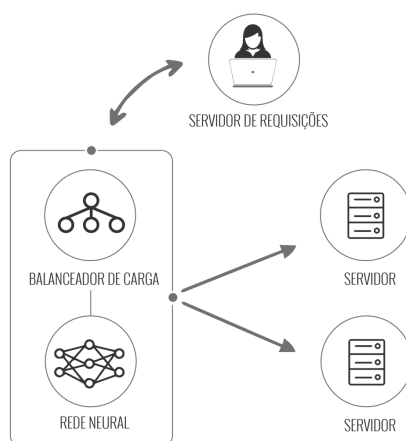 SERVIDOR DE REQUISIÇÕES
BALANCEADOR DE CARGA
SERVIDOR
REDE NEURAL
SERVIDOR